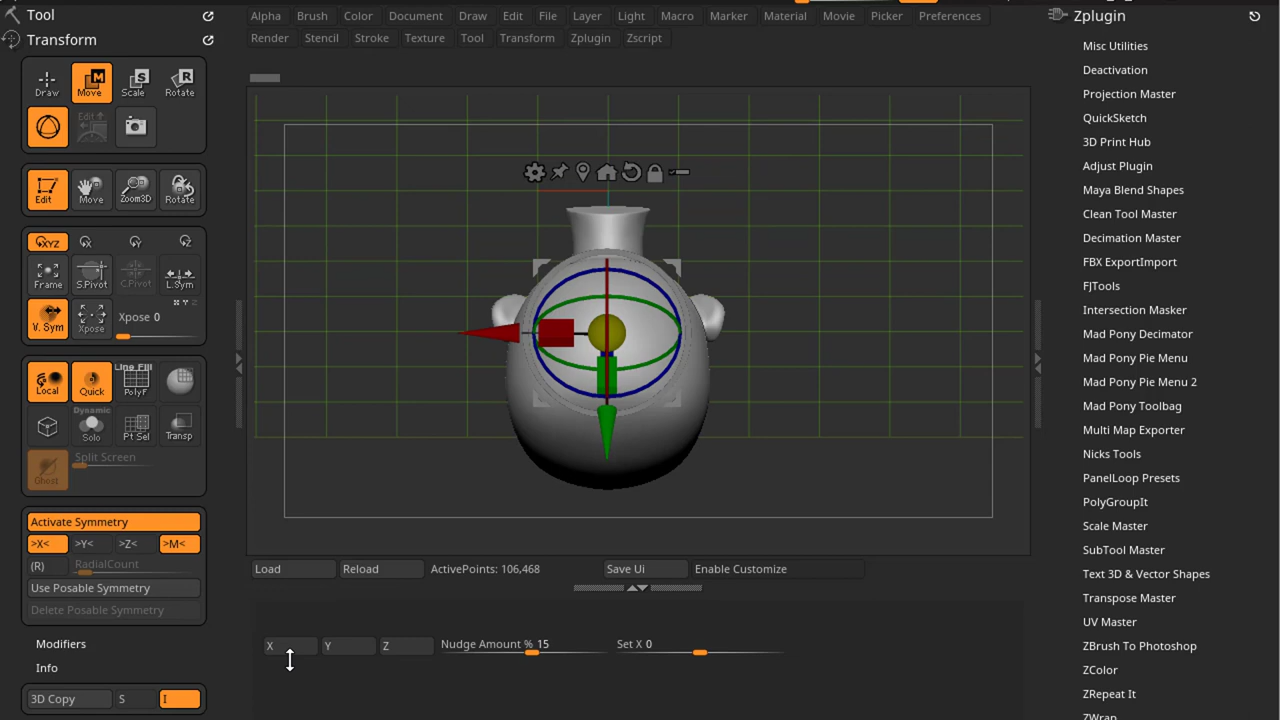 Tool
Transform
Draw
M
Move
S
Scale
R
Rotate
Edit
Edit
Move
Zoom3D
Rotate
XYZ
X
Y
Z
Frame
S.Pivot
C.Pivot
L.Sym
V. Sym
Xpose
Xpose 0
Local
Quick
Line Fill
PolyF
Dynamic
Solo
Pt Sel
Transp
Ghost
Split Screen
Activate Symmetry
>X<
>Y<
>Z<
>M<
(R)
RadialCount
Use Posable Symmetry
Delete Posable Symmetry
Modifiers
Info
3D Copy
S
I
Alpha Brush Color Document Draw Edit File Layer Light Macro Marker Material Movie Picker Preferences
Render Stencil Stroke Texture Tool Transform Zplugin Zscript
Load Reload ActivePoints: 106,468 Save Ui Enable Customize
X Y Z Nudge Amount % 15 Set X 0
Zplugin
Misc Utilities
Deactivation
Projection Master
QuickSketch
3D Print Hub
Adjust Plugin
Maya Blend Shapes
Clean Tool Master
Decimation Master
FBX ExportImport
FJTools
Intersection Masker
Mad Pony Decimator
Mad Pony Pie Menu
Mad Pony Pie Menu 2
Mad Pony Toolbag
Multi Map Exporter
Nicks Tools
PanelLoop Presets
PolyGroupIt
Scale Master
SubTool Master
Text 3D & Vector Shapes
Transpose Master
UV Master
ZBrush To Photoshop
ZColor
ZRepeat It
ZWrap